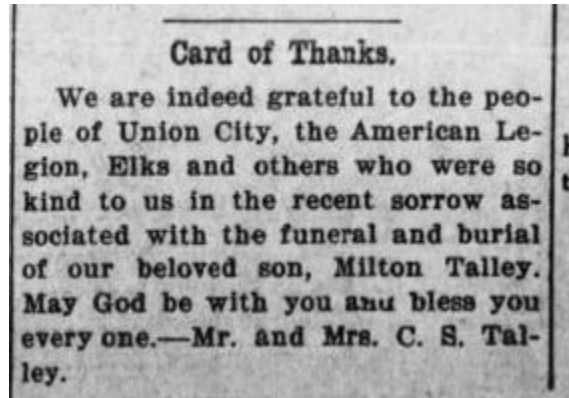 Card of Thanks.
We are indeed grateful to the peo-
ple of Union City, the American Le-
gion, Elks and others who were so
kind to us in the recent sorrow as-
sociated with the funeral and burial
of our beloved son, Milton Talley.
May God be with you and bless you
every one.—Mr. and Mrs. C. S. Tal-
ley.